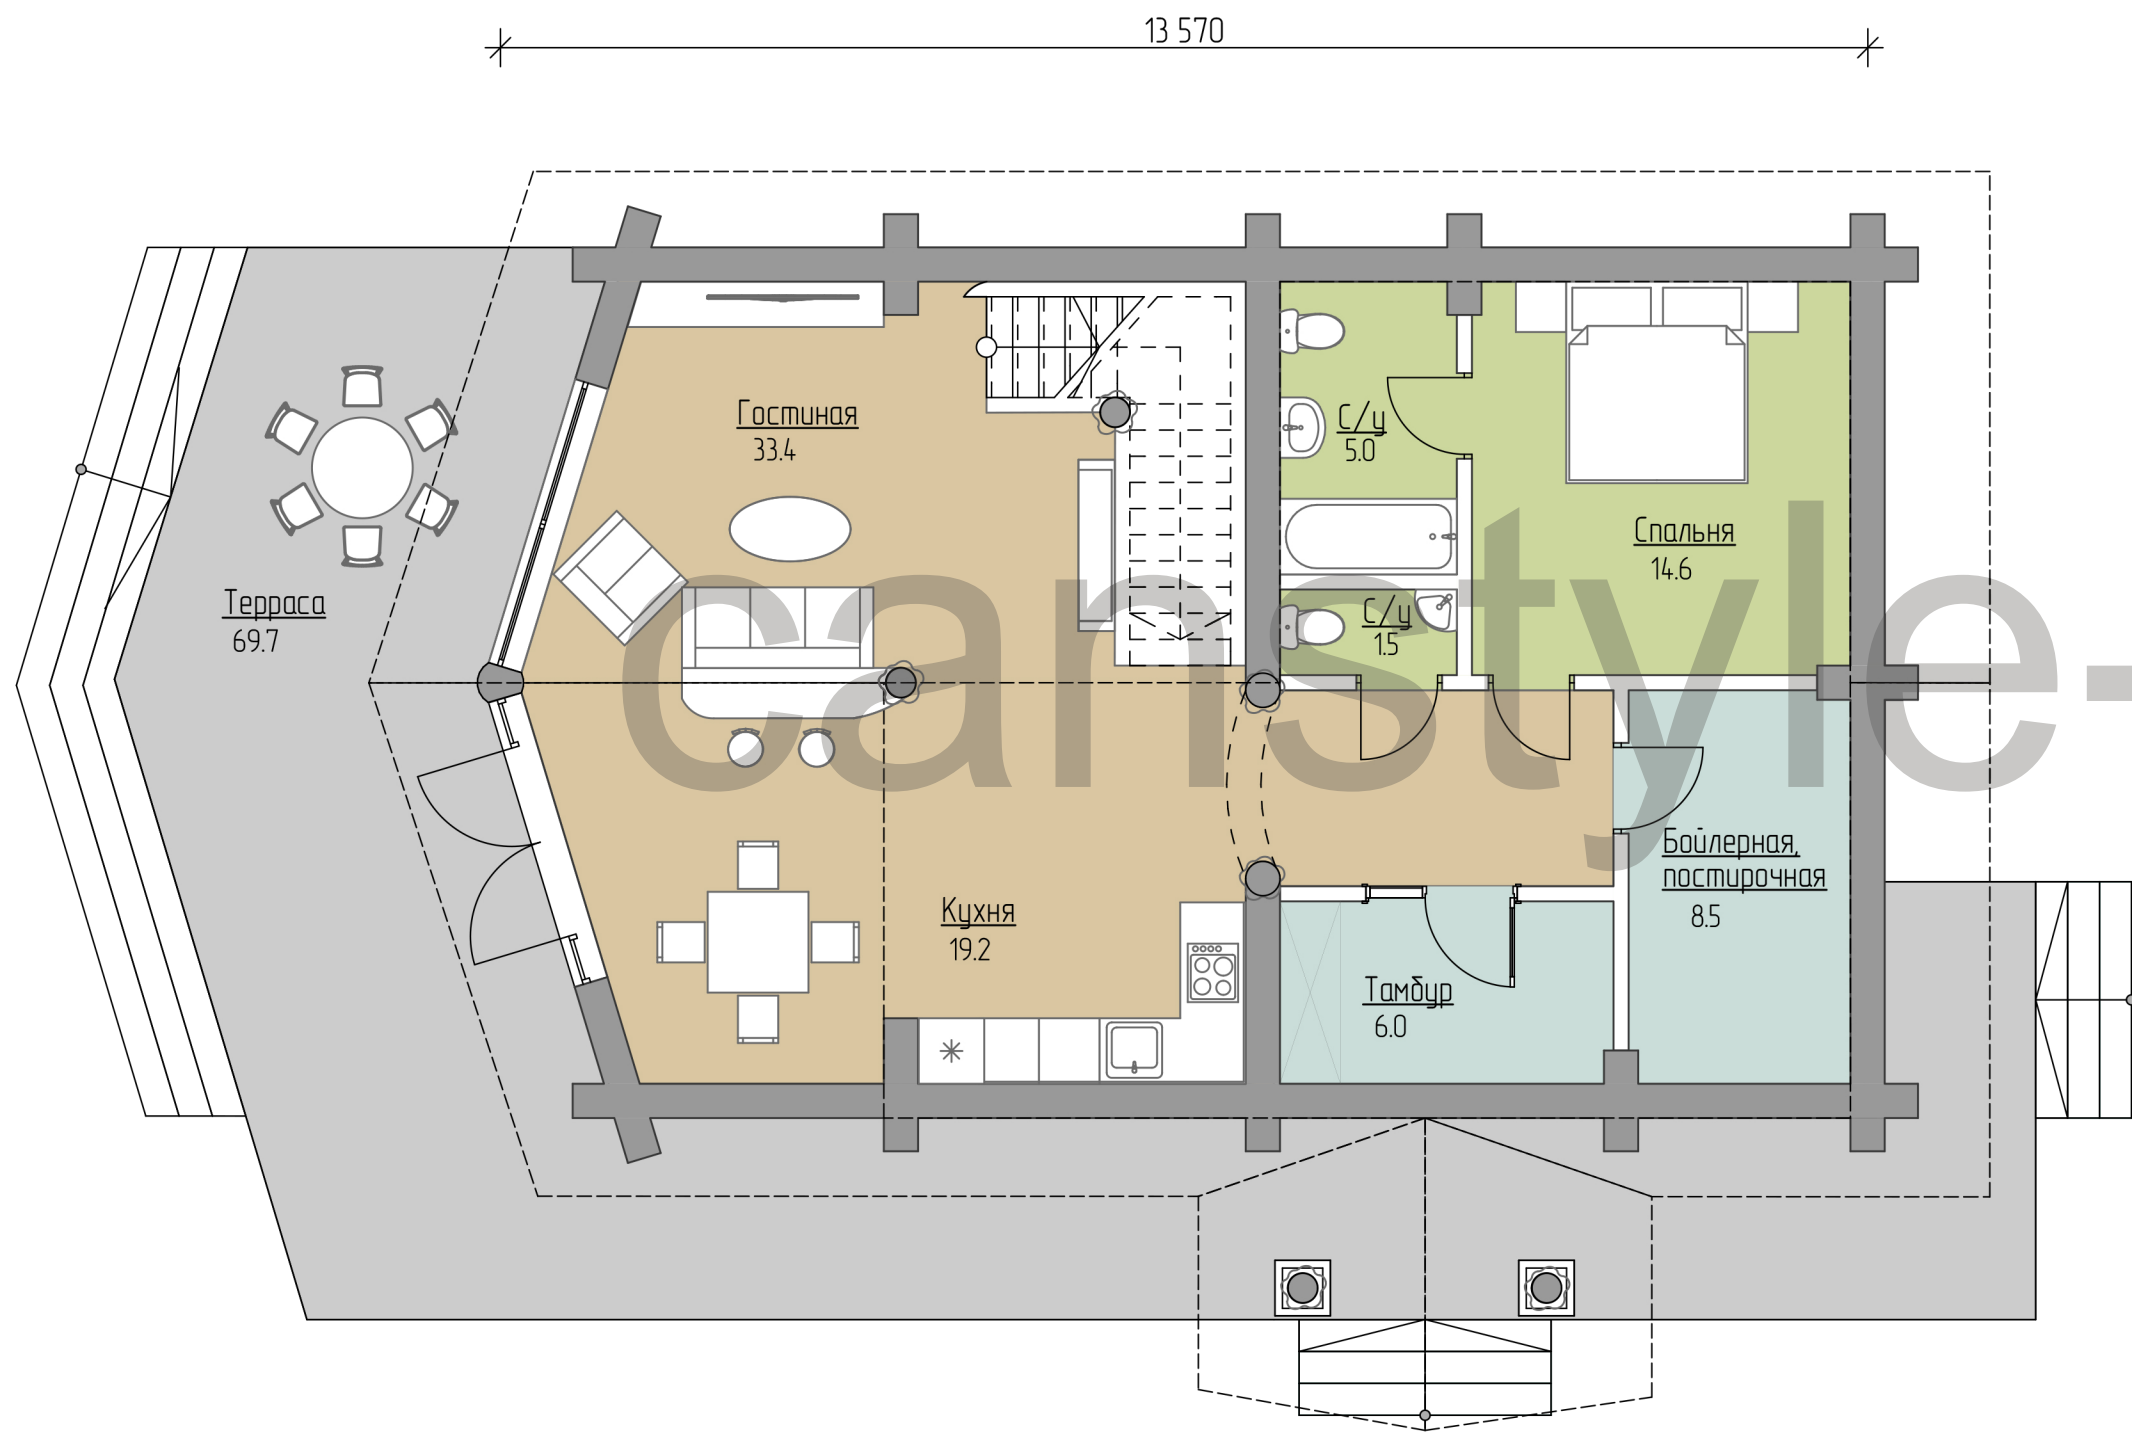 13 570
Гостиная
33.4
С/у
5.0
Спальня
14.6
Терраса
69.7
С/у
1.5
canstyle-
Бойлерная,
постирочная
8.5
Кухня
19.2
Тамбур
6.0